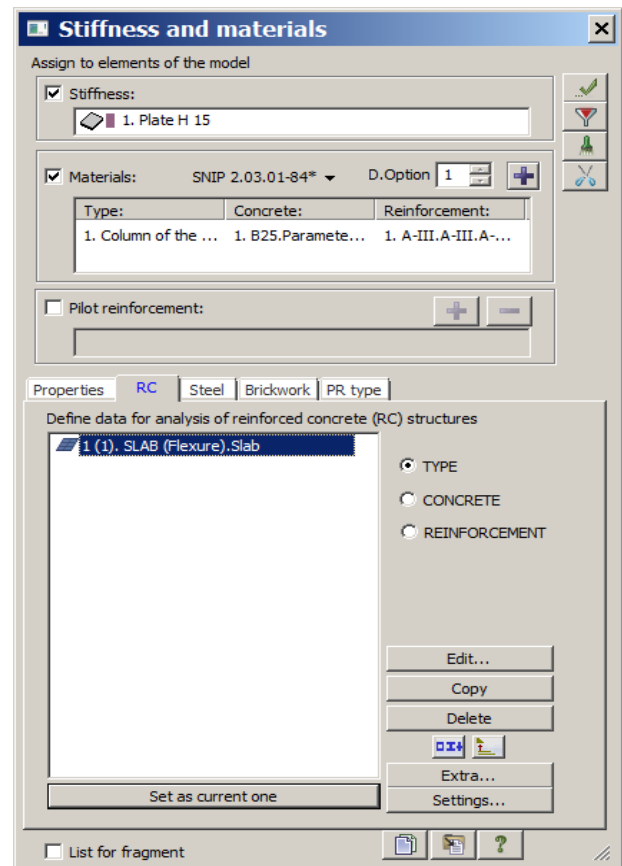 Stiffness and materials
Assign to elements of the model
Stiffness:
1. Plate H 15
Materials: SNIP 2.03.01-84* D.Option 1
Type: Concrete: Reinforcement:
1. Column of the ... 1. B25.Paramete... 1. A-III.A-III.A-...
Pilot reinforcement:
Properties RC Steel Brickwork PR type
Define data for analysis of reinforced concrete (RC) structures
1 (1). SLAB (Flexure).Slab
TYPE
CONCRETE
REINFORCEMENT
Edit...
Copy
Delete
Extra...
Set as current one
Settings...
List for fragment
?